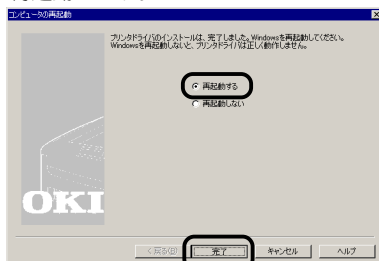 コンピュータの再起動
プリンタドライバのインストールは、完了しました。Windowsを再起動してください。
Windowsを再起動しないと、プリンタドライバは正しく動作しません。
再起動する
再起動しない
OKI
< 戻る(B)
完了
キャンセル
ヘルプ